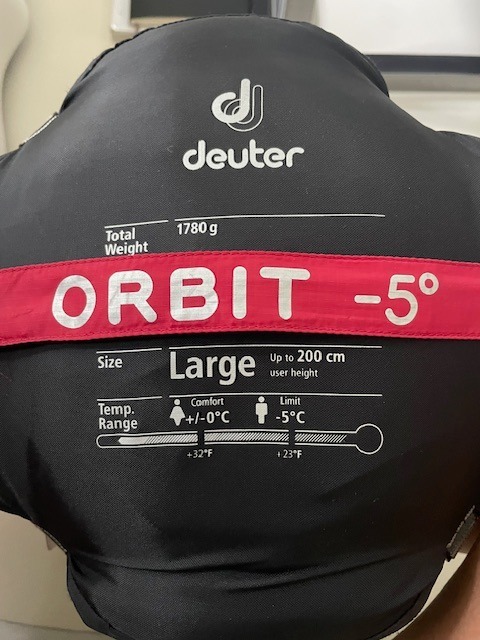 deuter
Total Weight 1780 g
ORBIT -5°
Size Large Up to 200 cm user height
Temp. Range Comfort +/-0°C Limit -5°C
+32°F +23°F